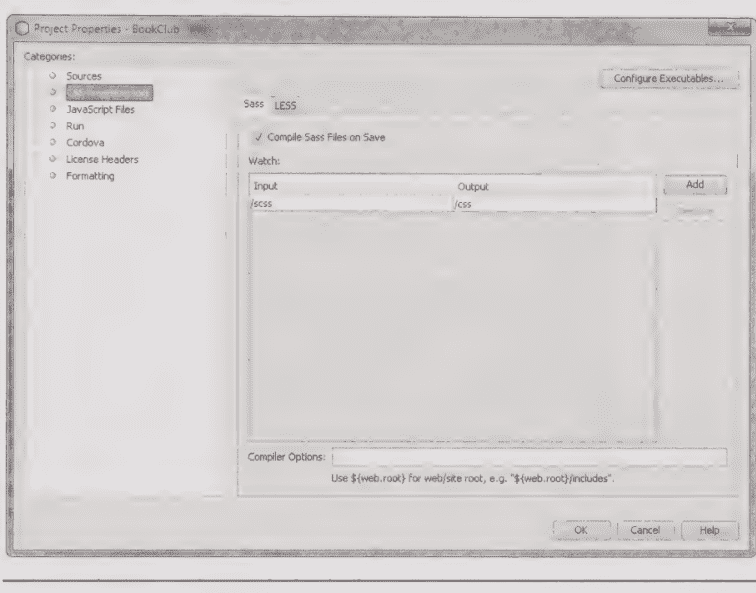 Project Properties - BookClub
Categories:
Sources
JavaScript Files
Run
Cordova
License Headers
Formatting
Configure Executables...
Sass LESS
Compile Sass Files on Save
Watch:
Input Output
/scss /css
Add
Compiler Options:
Use ${web.root} for web/site root, e.g. "${web.root}/includes".
OK Cancel Help